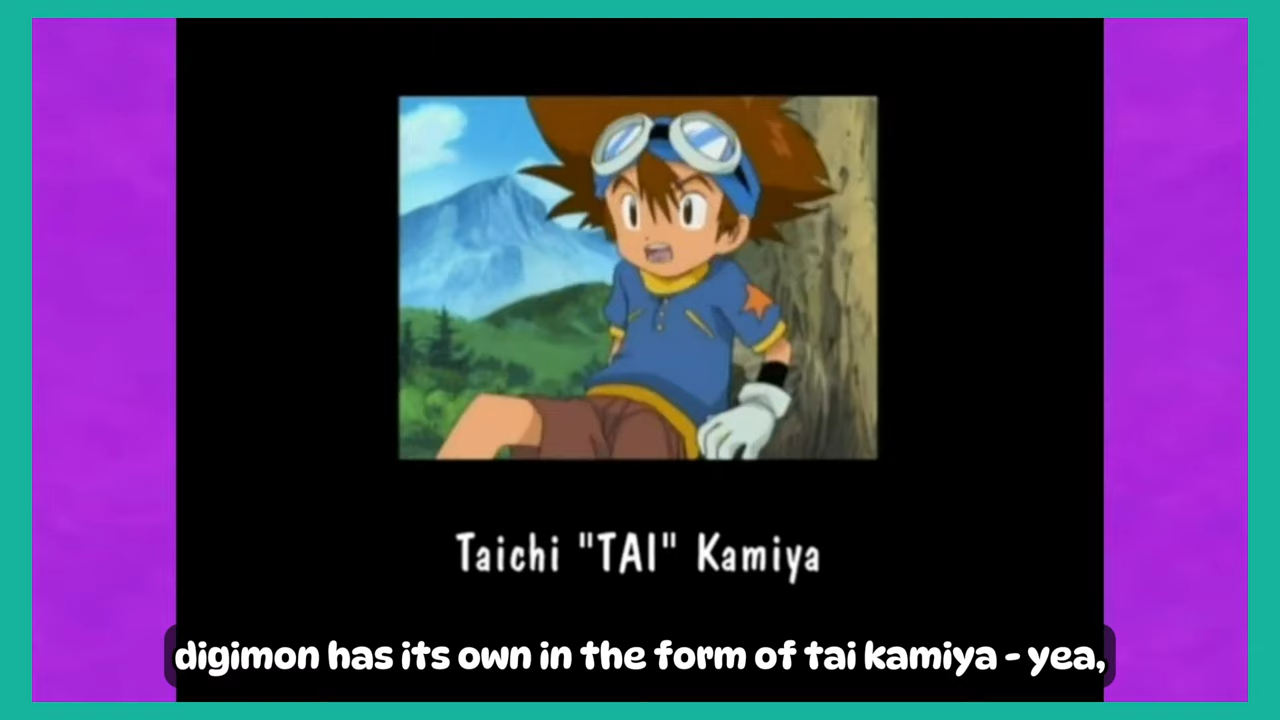 Taichi "TAI" Kamiya
digimon has its own in the form of tai kamiya - yea,